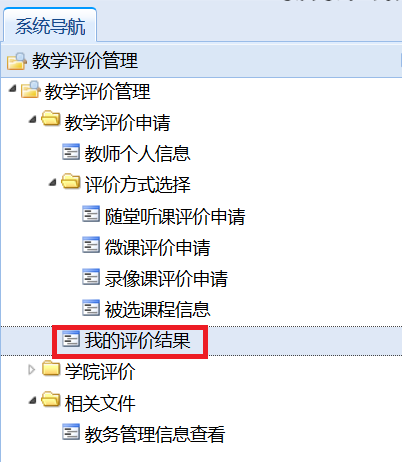 系统导航
教学评价管理
教学评价管理
教学评价申请
教师个人信息
评价方式选择
随堂听课评价申请
微课评价申请
录像课评价申请
被选课程信息
我的评价结果
学院评价
相关文件
教务管理信息查看